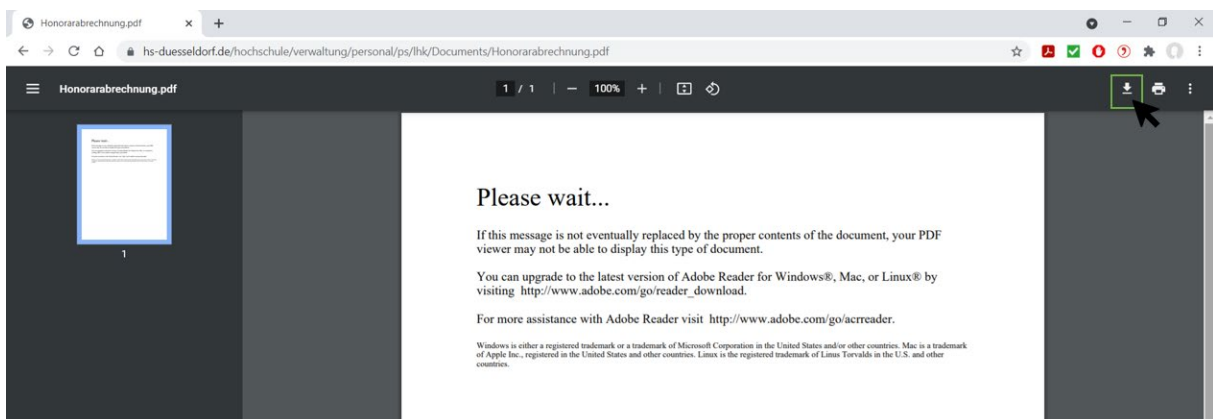 Honorarabrechnung.pdf
hs-duesseldorf.de/hochschule/verwaltung/personal/ps/lhk/Documents/Honorarabrechnung.pdf
Honorarabrechnung.pdf 1 / 1 100%
1
Please wait...
If this message is not eventually replaced by the proper contents of the document, your PDF
viewer may not be able to display this type of document.
You can upgrade to the latest version of Adobe Reader for Windows®, Mac, or Linux® by
visiting http://www.adobe.com/go/reader_download.
For more assistance with Adobe Reader visit http://www.adobe.com/go/acrreader.
Windows is either a registered trademark or a trademark of Microsoft Corporation in the United States and/or other countries. Mac is a trademark
of Apple Inc., registered in the United States and other countries. Linux is the registered trademark of Linus Torvalds in the U.S. and other
countries.